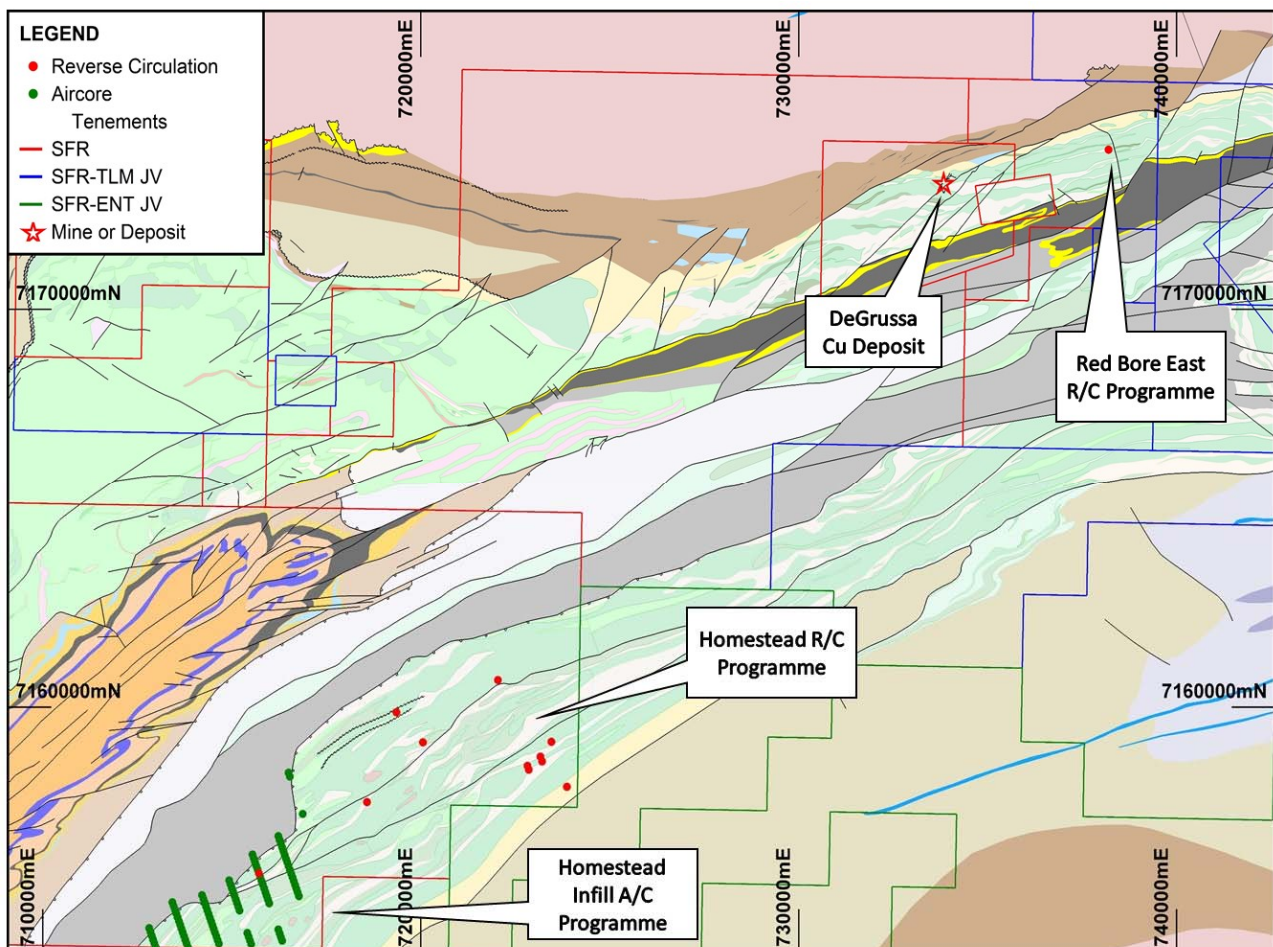 LEGEND
Reverse Circulation
Aircore
Tenements
SFR
SFR-TLM JV
SFR-ENT JV
Mine or Deposit
720000mE
730000mE
740000mE
7170000mN
7170000mN
DeGrussa
Cu Deposit
Red Bore East
R/C Programme
Homestead R/C
Programme
7160000mN
7160000mN
Homestead
Infill A/C
Programme
710000mE
720000mE
730000mE
740000mE